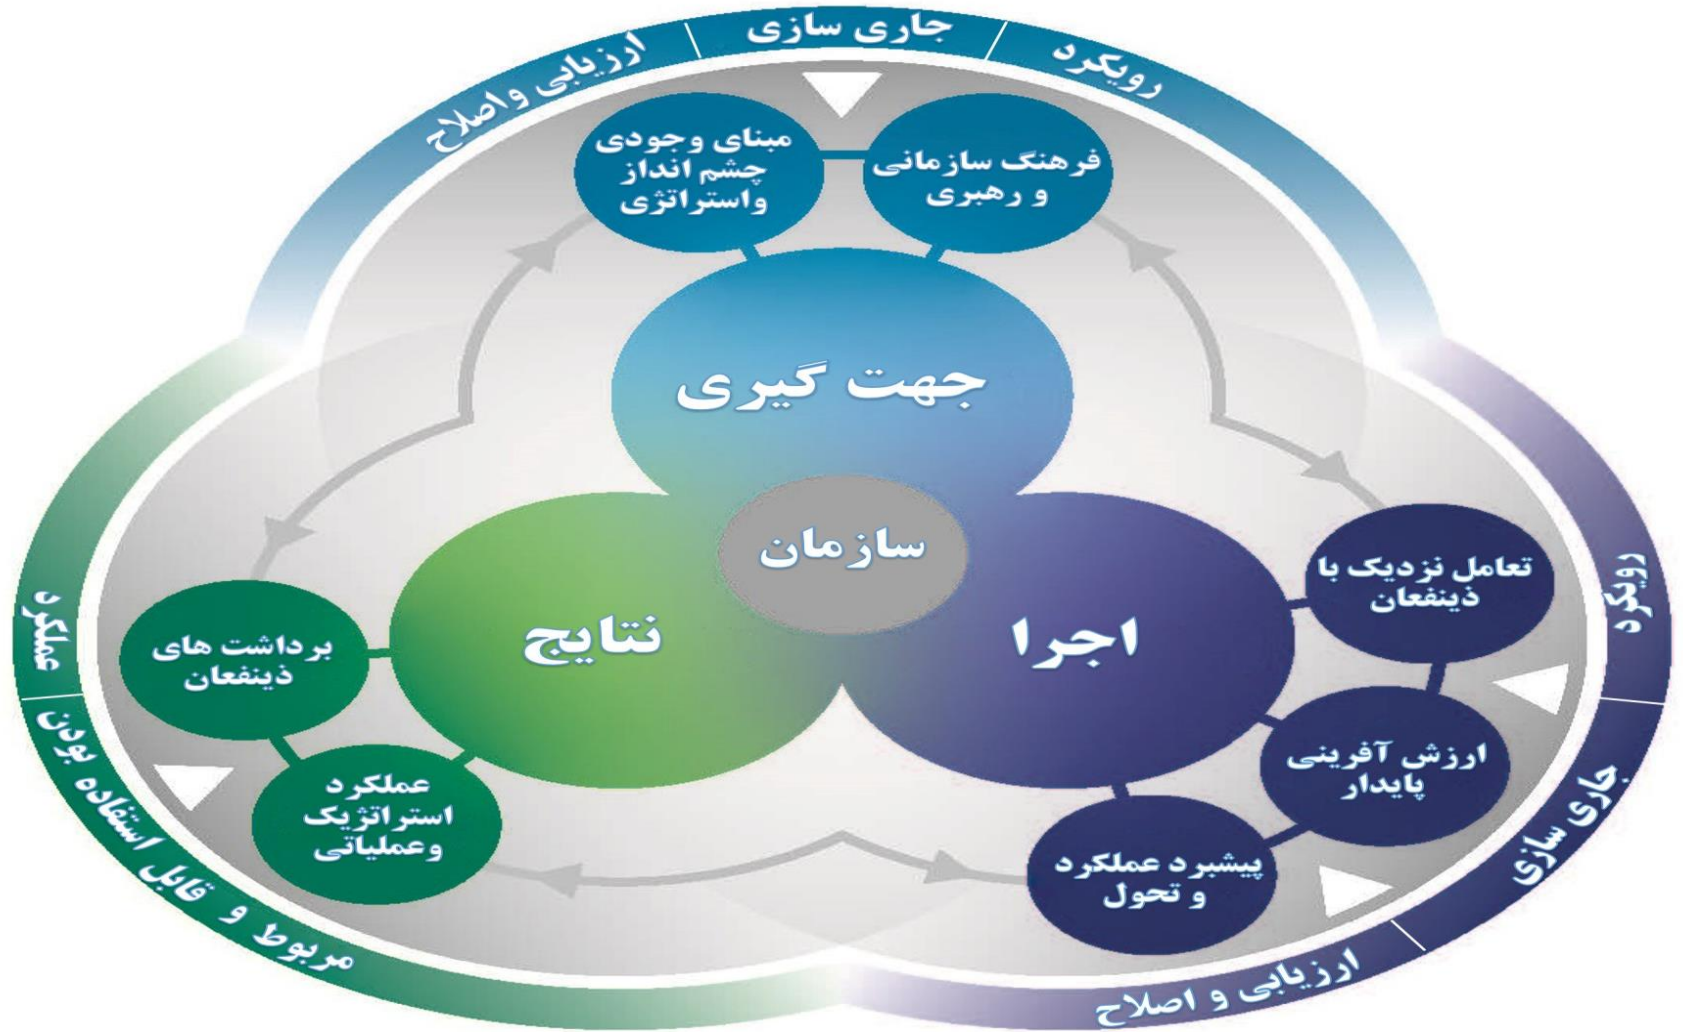 رویکرد
جاری سازی
ارزیابی واصلاح
فرهنگ سازمانی
و رهبری
مبنای وجودی
چشم انداز
واستراتژی
جهت گیری
سازمان
اجرا
نتایج
تعامل نزدیک با
ذینفعان
ارزش آفرینی
پایدار
پیشبرد عملکرد
و تحول
برداشت های
ذینفعان
عملکرد
استراتژیک
وعملیاتی
رویکرد
جاری سازی
ارزیابی و اصلاح
عملکرد
مربوط و قابل استفاده بودن